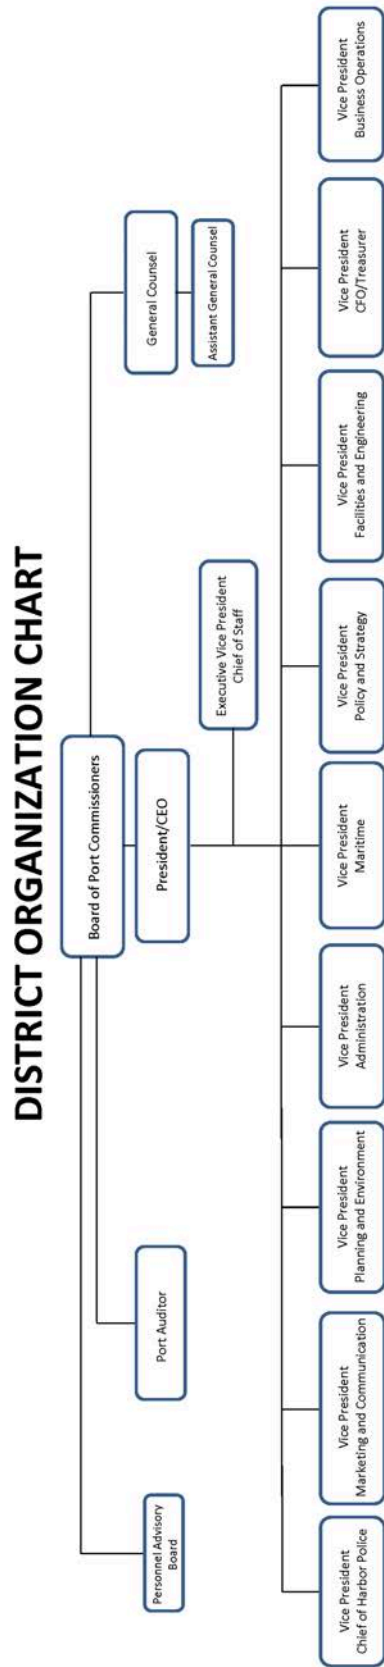 DISTRICT ORGANIZATION CHART
Board of Port Commissioners
President/CEO
Personnel Advisory
Board
Port Auditor
General Counsel
Assistant General Counsel
Executive Vice President
Chief of Staff
Vice President
Chief of Harbor Police
Vice President
Marketing and Communication
Vice President
Planning and Environment
Vice President
Administration
Vice President
Maritime
Vice President
Policy and Strategy
Vice President
Facilities and Engineering
Vice President
CFO/Treasurer
Vice President
Business Operations